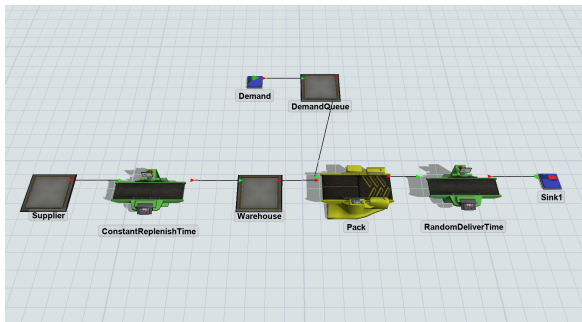 Demand
DemandQueue
Supplier
ConstantReplenishTime
Warehouse
Pack
RandomDeliverTime
Sink1